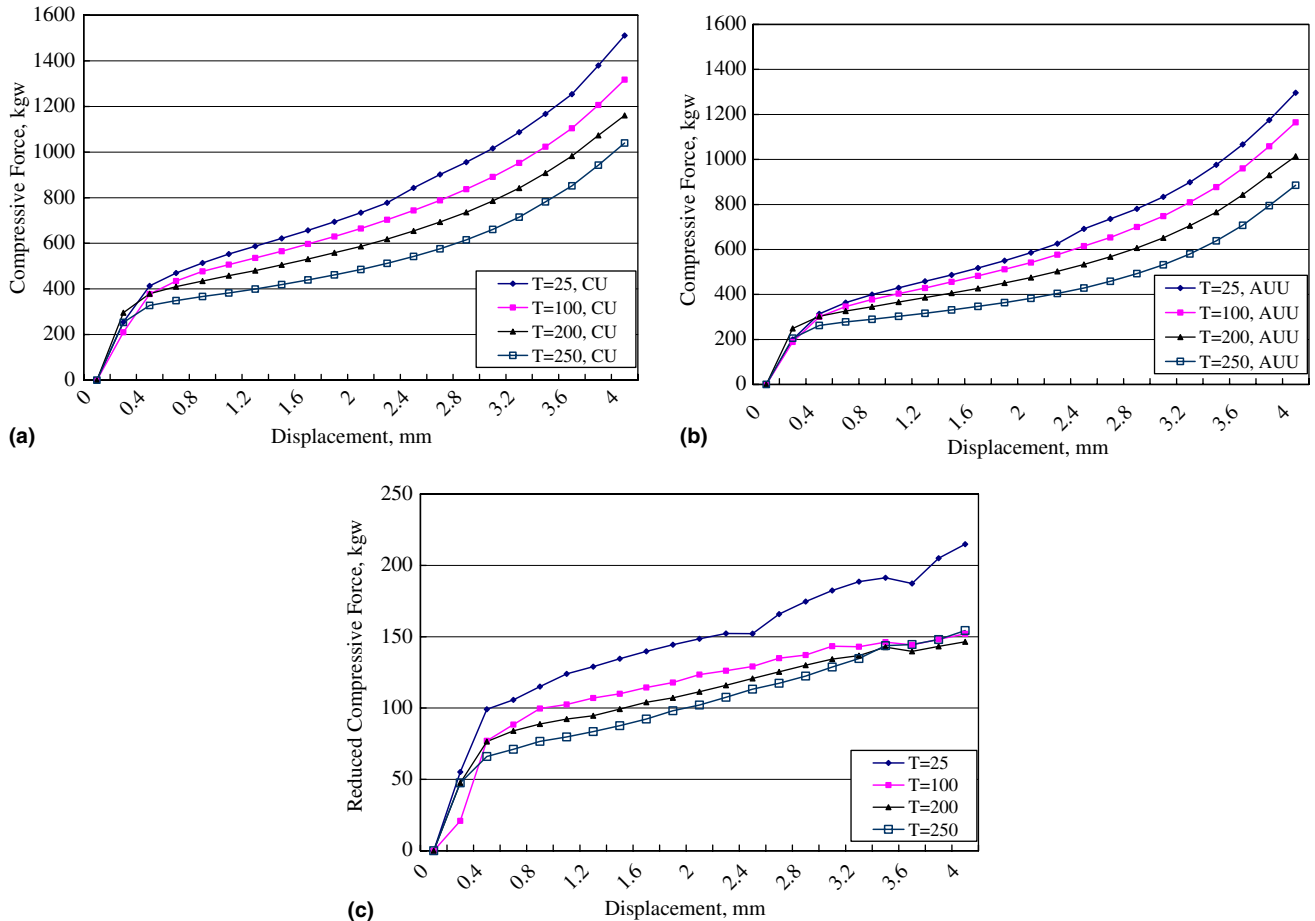 1600
1400
1200
1000
800
600
400
200
0
Compressive Force, kgw
T=25, CU
T=100, CU
T=200, CU
T=250, CU
0
0.4
0.8
1.2
1.6
2
2.4
2.8
3.2
3.6
4
Displacement, mm
(a)
1600
1400
1200
1000
800
600
400
200
0
Compressive Force, kgw
T=25, AUU
T=100, AUU
T=200, AUU
T=250, AUU
0
0.4
0.8
1.2
1.6
2
2.4
2.8
3.2
3.6
4
Displacement, mm
(b)
250
200
150
100
50
0
Reduced Compressive Force, kgw
T=25
T=100
T=200
T=250
0
0.4
0.8
1.2
1.6
2
2.4
2.8
3.2
3.6
4
Displacement, mm
(c)